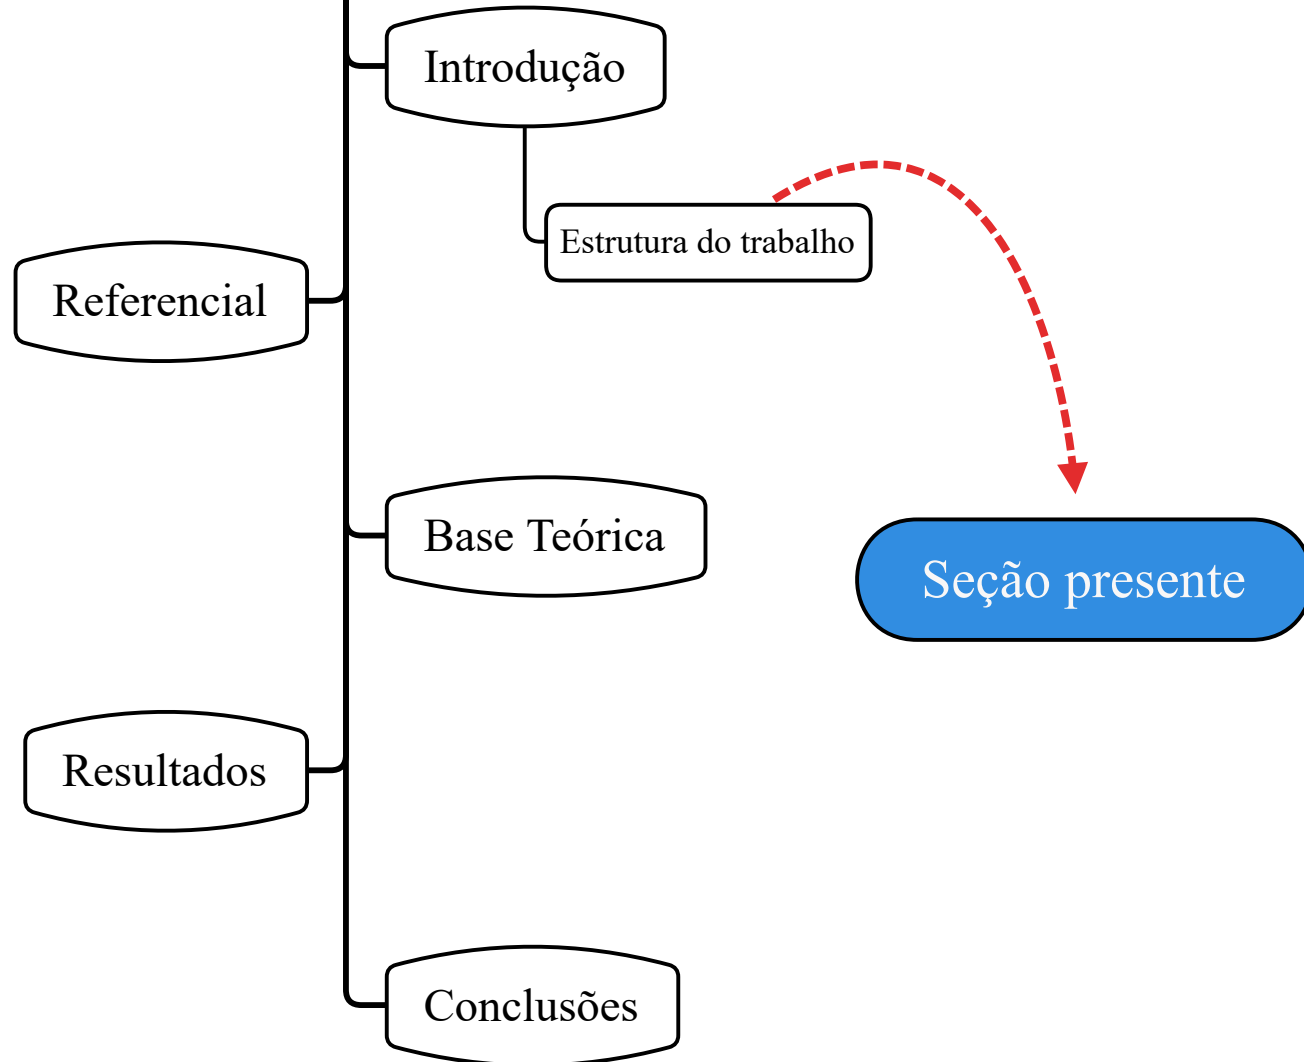 Introdução
Estrutura do trabalho
Referencial
Base Teórica
Seção presente
Resultados
Conclusões